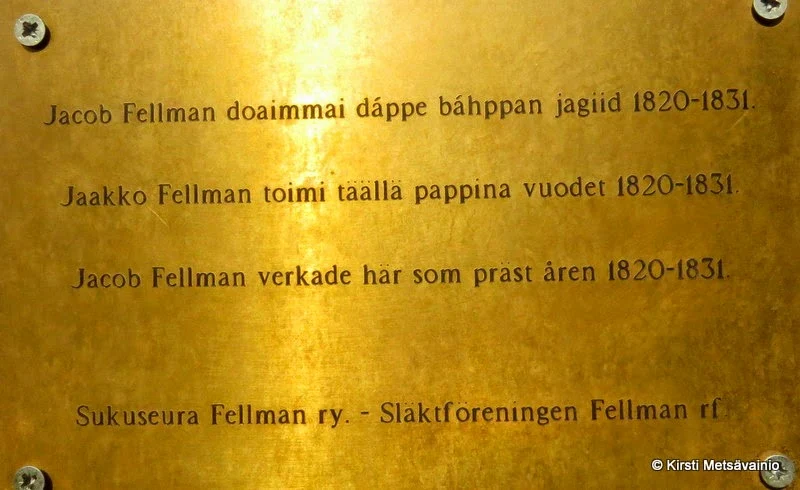 Jacob Fellman doaimmai dáppe báhppan jagiid 1820-1831.
Jaakko Fellman toimi täällä pappina vuodet 1820-1831.
Jacob Fellman verkade här som präst åren 1820-1831.
Sukuseura Fellman ry. - Släktföreningen Fellman rf
© Kirsti Metsävainio